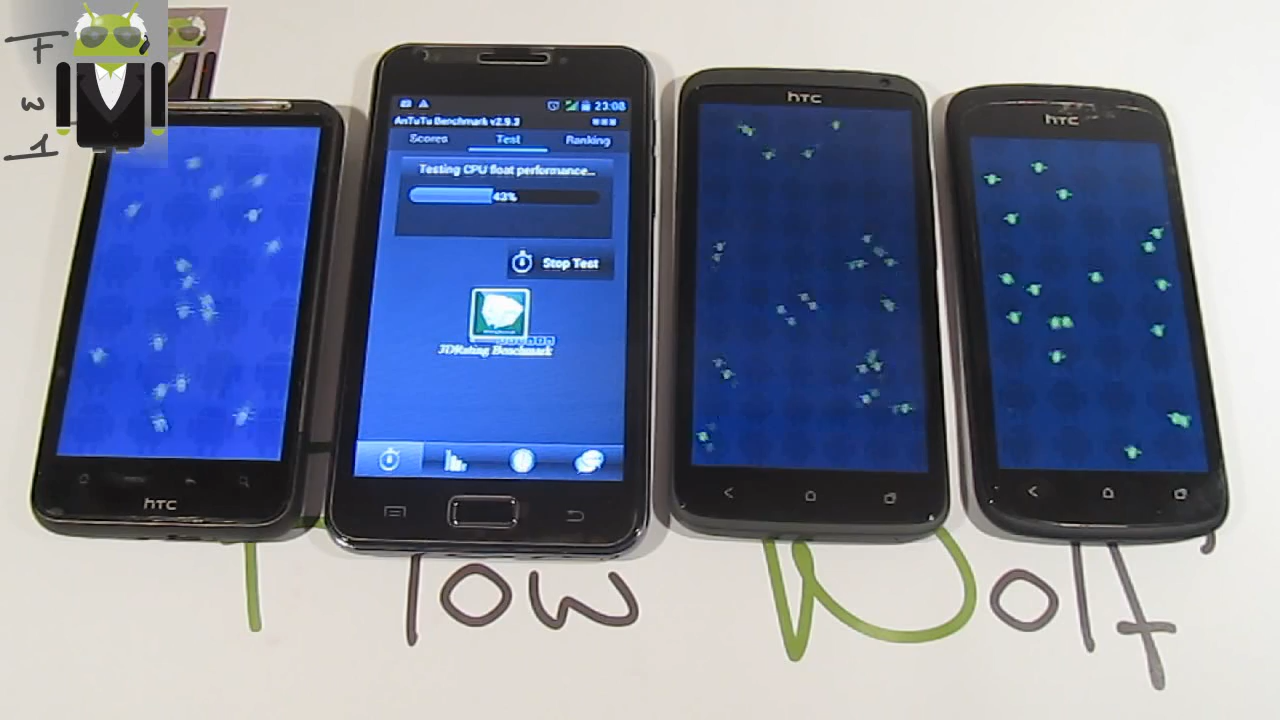 F
w
1
hTC
23:08
AnTuTu Benchmark v2.9.3
Scores Test Ranking
Testing CPU float performance...
43%
Stop Test
3DRating Benchmark
hTC
hTC
Flow Wolf